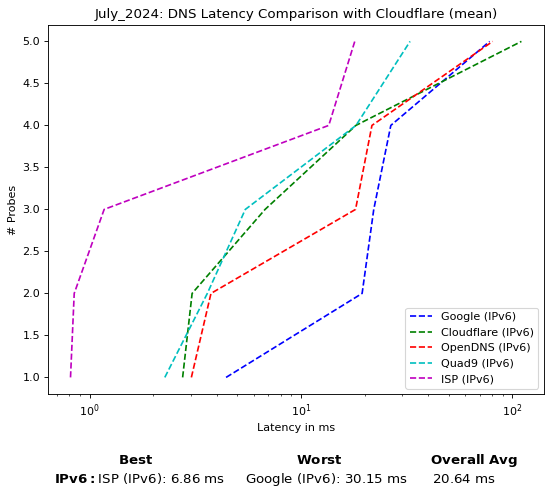 July_2024: DNS Latency Comparison with Cloudflare (mean)
# Probes
5.0
4.5
4.0
3.5
3.0
2.5
2.0
1.5
1.0
Google (IPv6)
Cloudflare (IPv6)
OpenDNS (IPv6)
Quad9 (IPv6)
ISP (IPv6)
10⁰ 10¹ 10²
Latency in ms
Best Worst Overall Avg
IPv6: ISP (IPv6): 6.86 ms Google (IPv6): 30.15 ms 20.64 ms